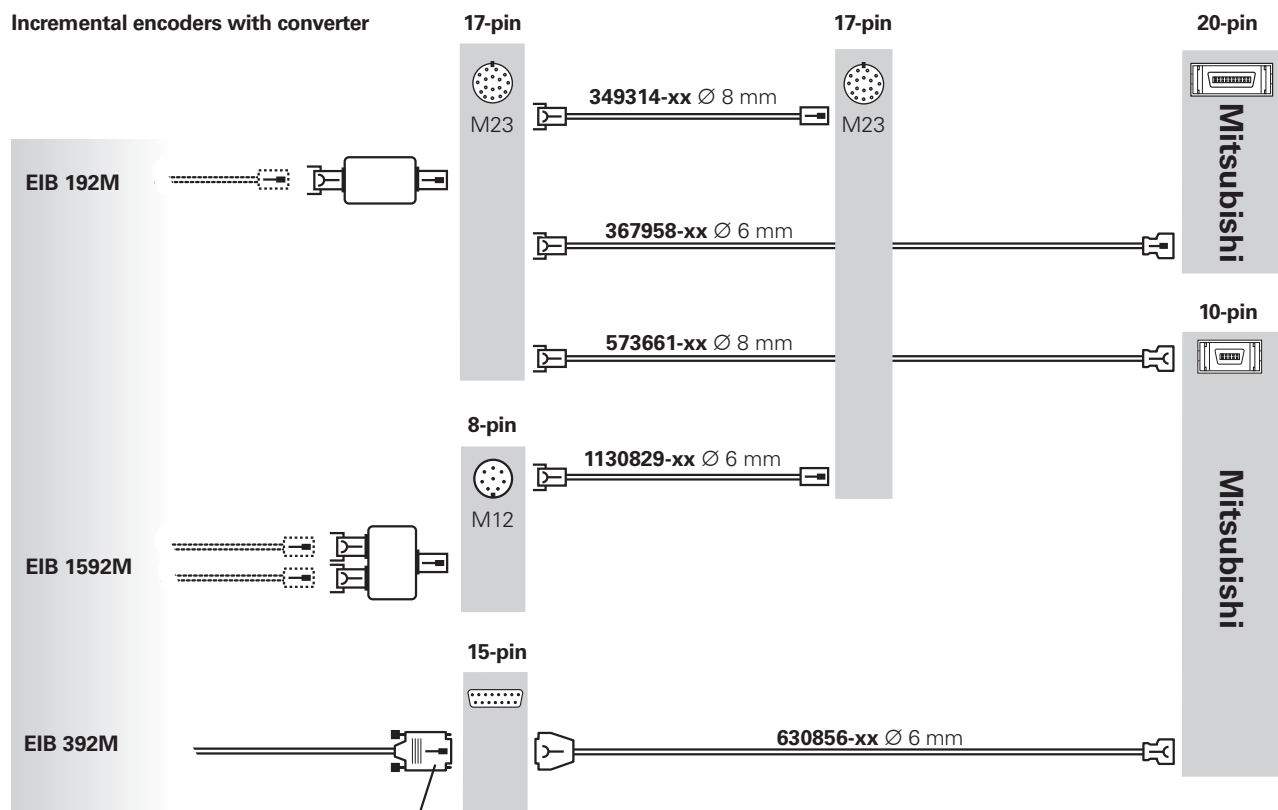 Incremental encoders with converter
17-pin
17-pin
20-pin
M23
349314-xx Ø 8 mm
M23
Mitsubishi
EIB 192M
367958-xx Ø 6 mm
10-pin
573661-xx Ø 8 mm
8-pin
1130829-xx Ø 6 mm
M12
Mitsubishi
EIB 1592M
15-pin
EIB 392M
630856-xx Ø 6 mm